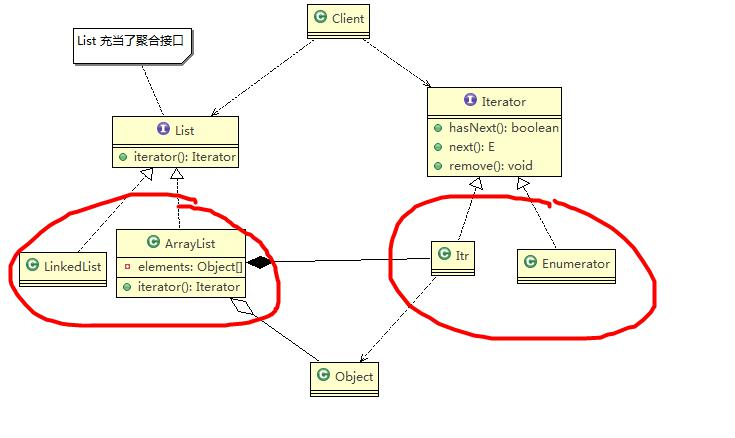 Client
List 充当了聚合接口
Iterator
hasNext(): boolean
next(): E
remove(): void
List
iterator(): Iterator
ArrayList
elements: Object[]
iterator(): Iterator
LinkedList
Itr
Enumerator
Object